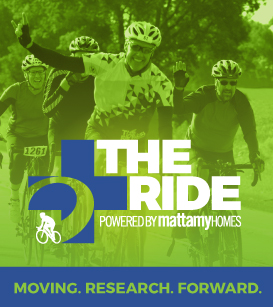 1261
THE
RIDE
POWERED BY mattamyHOMES
MOVING. RESEARCH. FORWARD.